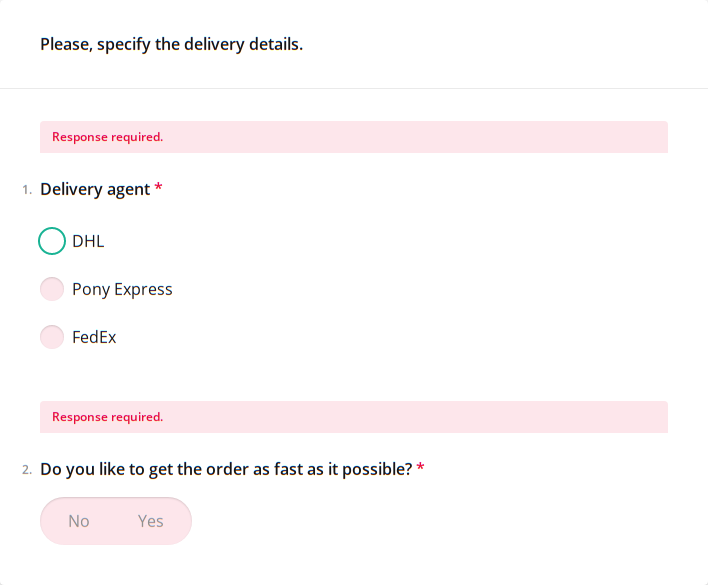 Please, specify the delivery details.
Response required.
1. Delivery agent *
DHL
Pony Express
FedEx
Response required.
2. Do you like to get the order as fast as it possible? *
No Yes